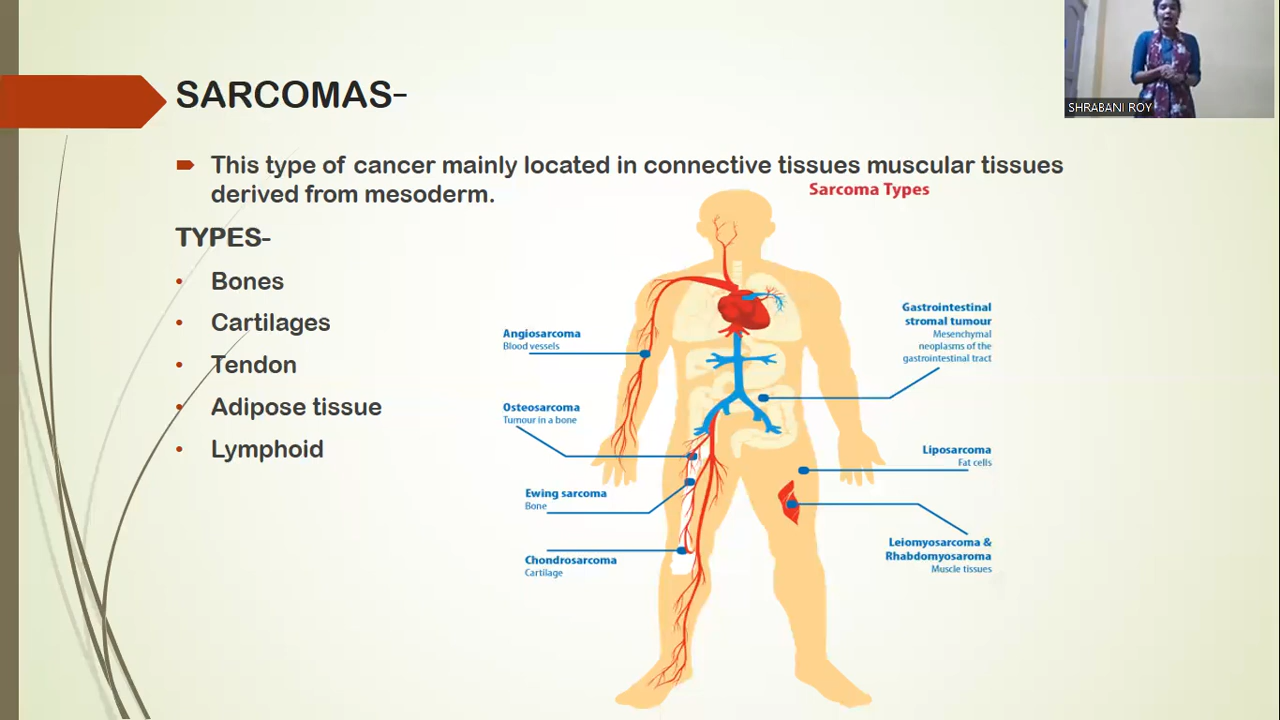 SARCOMAS-
This type of cancer mainly located in connective tissues muscular tissues
derived from mesoderm.
TYPES-
Bones
Cartilages
Tendon
Adipose tissue
Lymphoid
Sarcoma Types
Angiosarcoma
Blood vessels
Osteosarcoma
Tumour in a bone
Ewing sarcoma
Bone
Chondrosarcoma
Cartilage
Gastrointestinal
stromal tumour
Mesenchymal
neoplasms of the
gastrointestinal tract
Liposarcoma
Fat cells
Leiomyosarcoma &
Rhabdomyosaroma
Muscle tissues
SHRABANI ROY